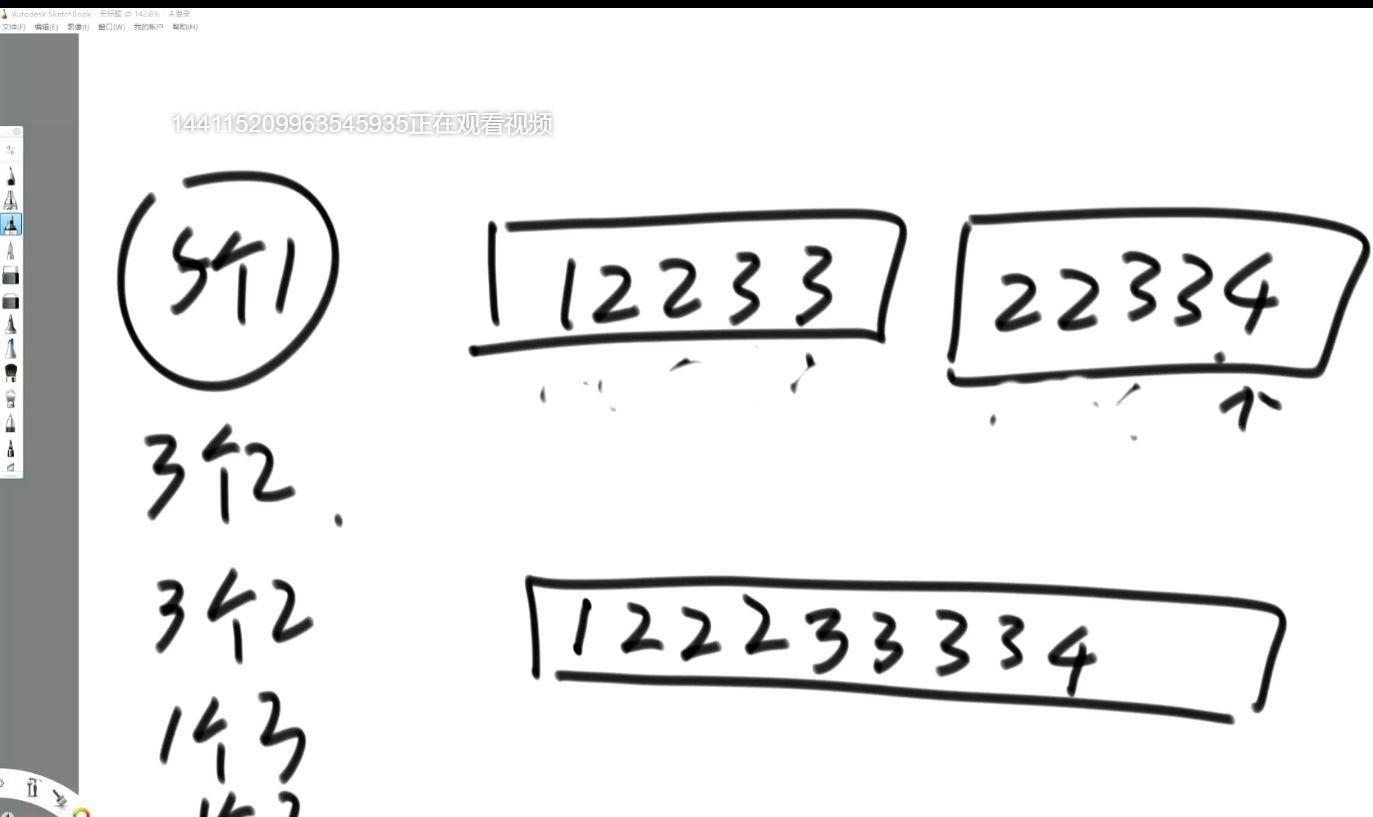 Autodesk SketchBook - 无标题 @ 142.8% - 未登录
文件(F) 编辑(E) 图像(I) 窗口(W) 我的帐户 帮助(H)
144115209963545935正在观看视频
5个1
12233
22334
3个2
3个2
122233334
1个3